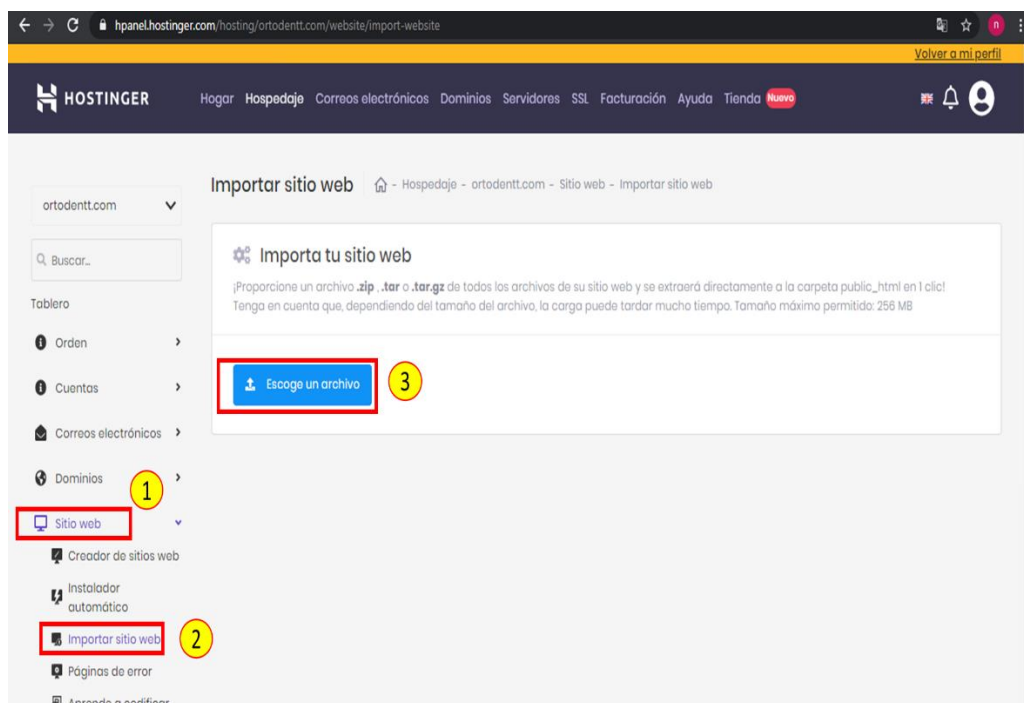 hpanel.hostinger.com/hosting/ortodentt.com/website/import-website
n
Volver a mi perfil
HOSTINGER
Hogar Hospedaje Correos electrónicos Dominios Servidores SSL Facturación Ayuda Tienda Nuevo
Importar sitio web - Hospedaje - ortodentt.com - Sitio web - Importar sitio web
ortodentt.com
Buscar...
Tablero
Orden
Cuentas
Correos electrónicos
Dominios
1
Sitio web
Creador de sitios web
Instalador
automático
Importar sitio web
2
Páginas de error
Aprende a codificar
Importa tu sitio web
¡Proporcione un archivo .zip , .tar o .tar.gz de todos los archivos de su sitio web y se extraerá directamente a la carpeta public_html en 1 clic!
Tenga en cuenta que, dependiendo del tamaño del archivo, la carga puede tardar mucho tiempo. Tamaño máximo permitido: 256 MB
Escoge un archivo
3